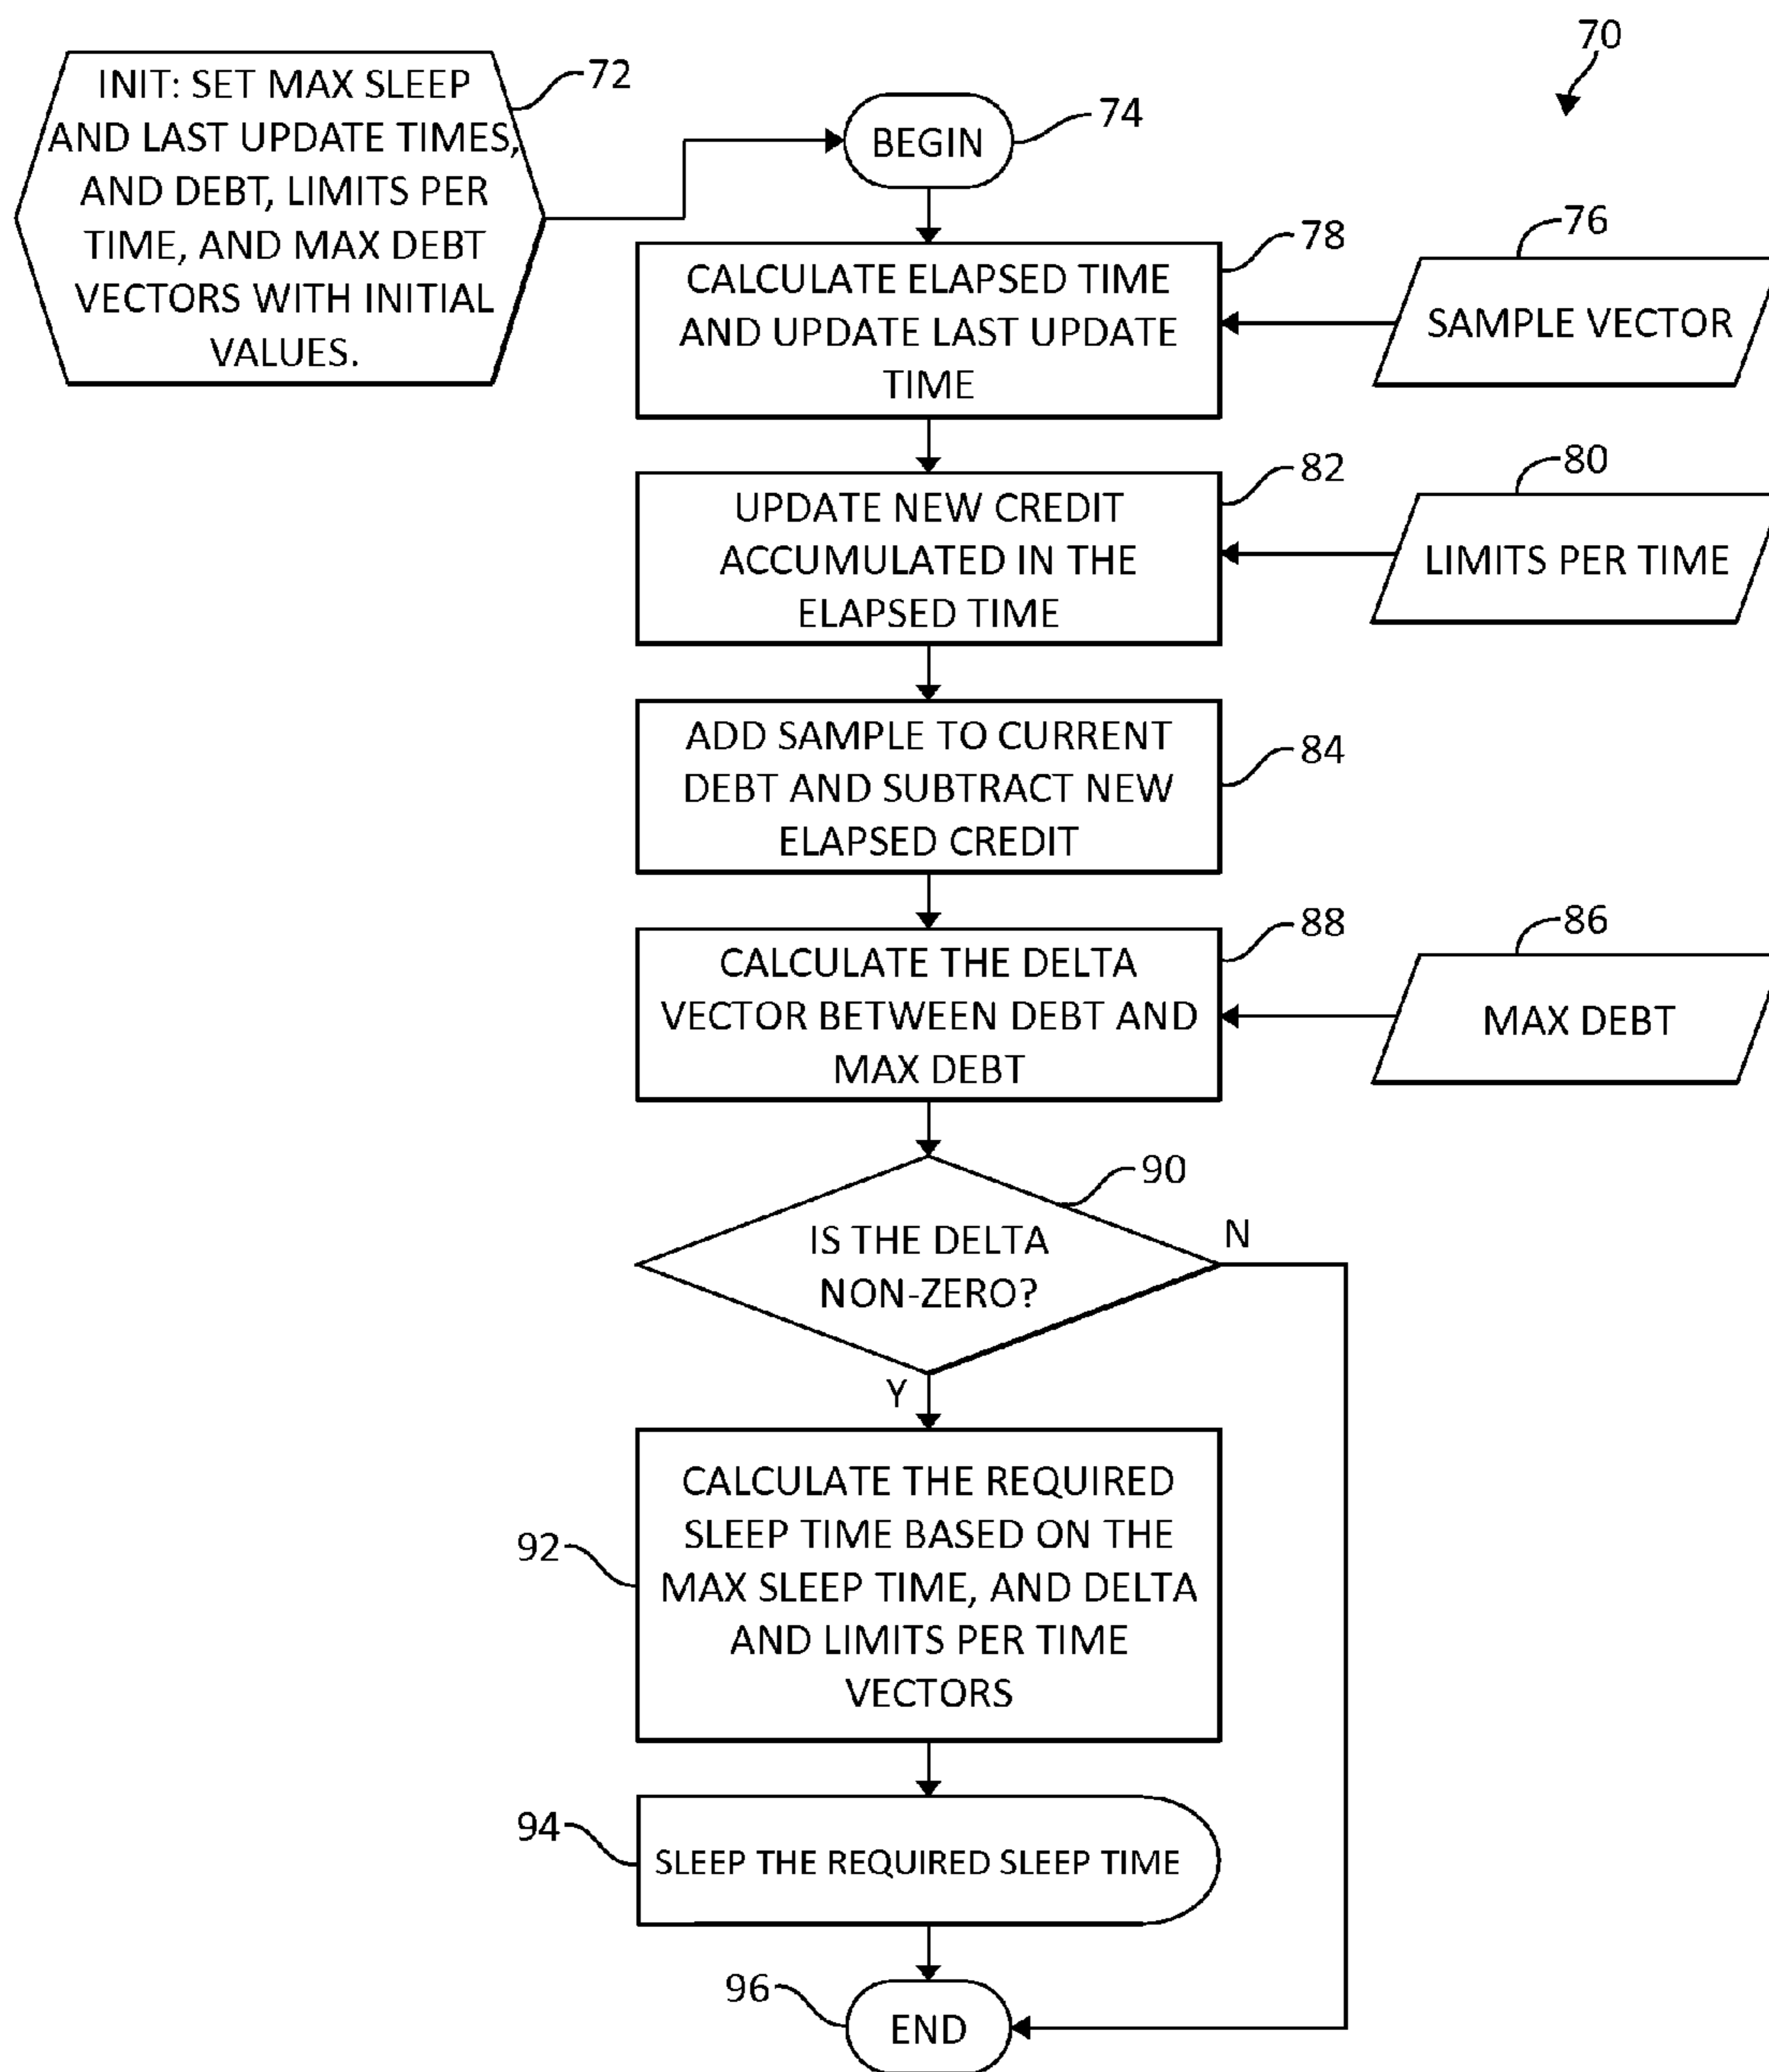 70
INIT: SET MAX SLEEP
AND LAST UPDATE TIMES,
AND DEBT, LIMITS PER
TIME, AND MAX DEBT
VECTORS WITH INITIAL
VALUES.
72
BEGIN
74
CALCULATE ELAPSED TIME
AND UPDATE LAST UPDATE
TIME
78
76
SAMPLE VECTOR
UPDATE NEW CREDIT
ACCUMULATED IN THE
ELAPSED TIME
82
80
LIMITS PER TIME
ADD SAMPLE TO CURRENT
DEBT AND SUBTRACT NEW
ELAPSED CREDIT
84
CALCULATE THE DELTA
VECTOR BETWEEN DEBT AND
MAX DEBT
88
86
MAX DEBT
90
IS THE DELTA
NON-ZERO?
N
Y
CALCULATE THE REQUIRED
SLEEP TIME BASED ON THE
MAX SLEEP TIME, AND DELTA
AND LIMITS PER TIME
VECTORS
92
94
SLEEP THE REQUIRED SLEEP TIME
96
END